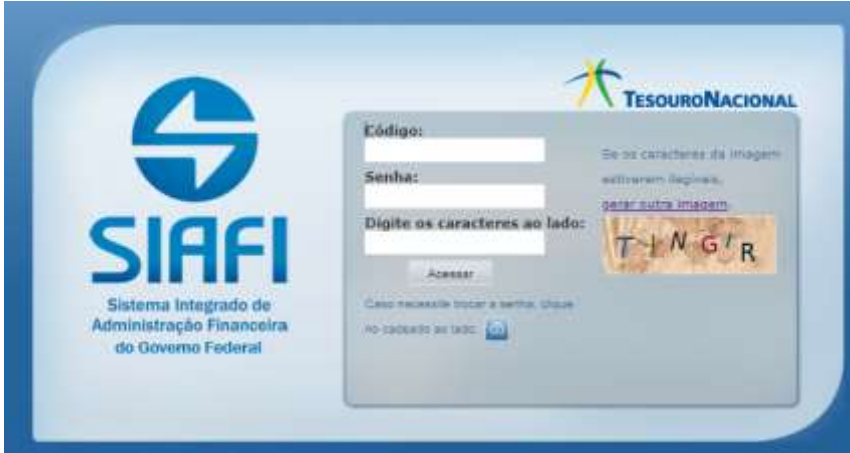 TESOURONACIONAL
SIAFI
Sistema Integrado de
Administração Financeira
do Governo Federal
Código:
Senha:
Digite os caracteres ao lado:
Acessar
Caso necessite trocar a senha, clique
no cadeado ao lado.
Se os caracteres da imagem
estiverem ilegíveis,
gerar outra imagem.
TINGIR